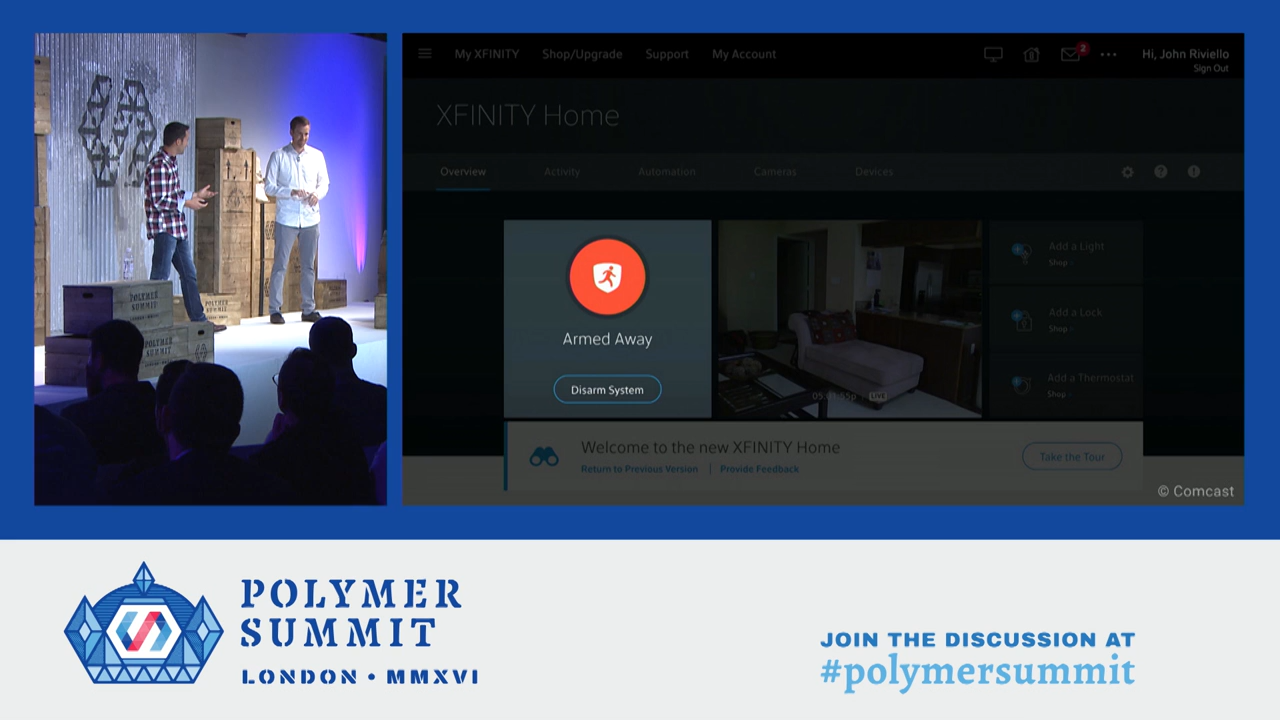 My XFINITY Shop/Upgrade Support My Account
2
Hi, John Riviello
Sign Out
XFINITY Home
Overview Activity Automation Cameras Devices
Armed Away
Disarm System
LIVE
Add a Light
Shop
Add a Lock
Shop
Add a Thermostat
Shop
Welcome to the new XFINITY Home
Return to Previous Version | Provide Feedback
Take the Tour
© Comcast
POLYMER
SUMMIT
POLYMER
SUMMIT
LONDON • MMXVI
JOIN THE DISCUSSION AT
#polymersummit